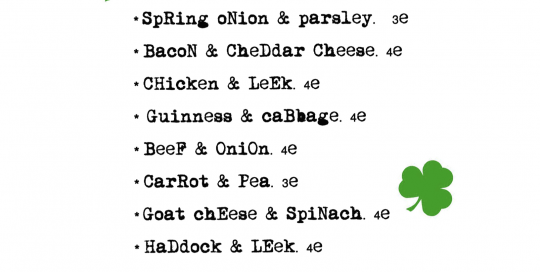 * SpRing oNion & parsley. 3e
* BacoN & CheDdar Cheese. 4e
* CHicken & LeEk. 4e
* Guinness & caBbage. 4e
* BeeF & OniOn. 4e
* CarRot & Pea. 3e
* Goat chEese & SpiNach. 4e
* HaDdock & LEek. 4e